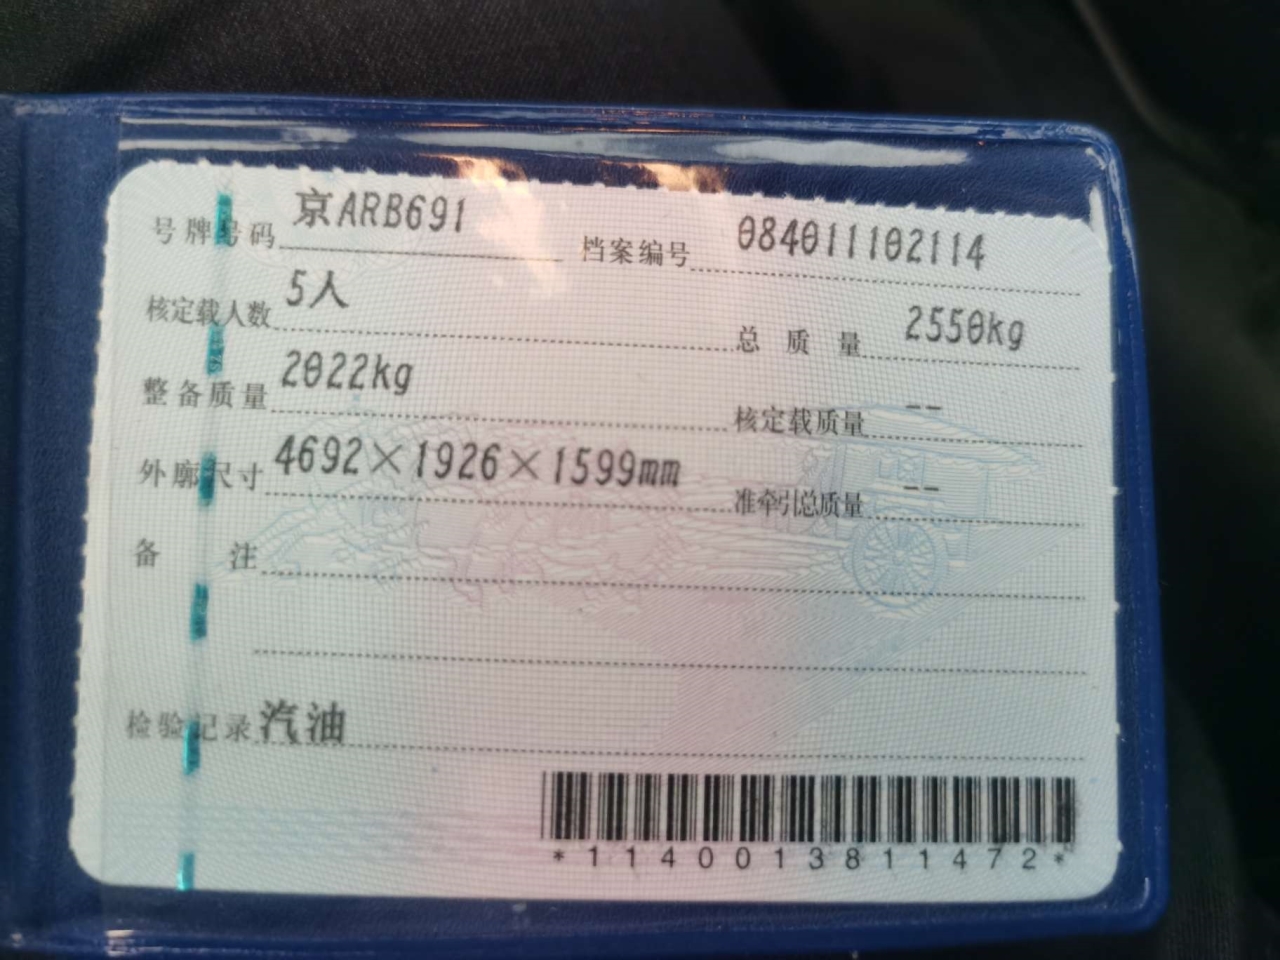 号牌号码 京ARB691 档案编号 084011102114
核定载人数 5人 总质量 2550kg
整备质量 2022kg 核定载质量 --
外廓尺寸 4692×1926×1599mm 准牵引总质量 --
备注
检验记录 汽油
*1140013811472*